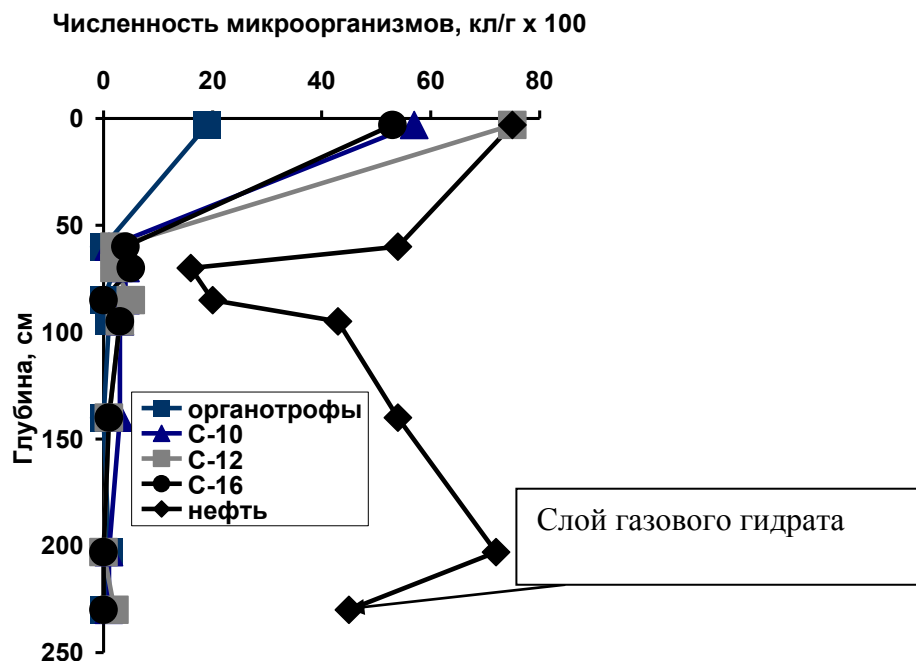 Численность микроорганизмов, кл/г х 100
0 20 40 60 80
0
50
100
150
200
250
Глубина, см
органотрофы
С-10
С-12
С-16
нефть
Слой газового гидрата